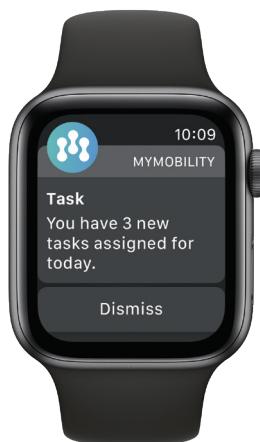 10:09
MYMOBILITY
Task
You have 3 new
tasks assigned for
today.
Dismiss